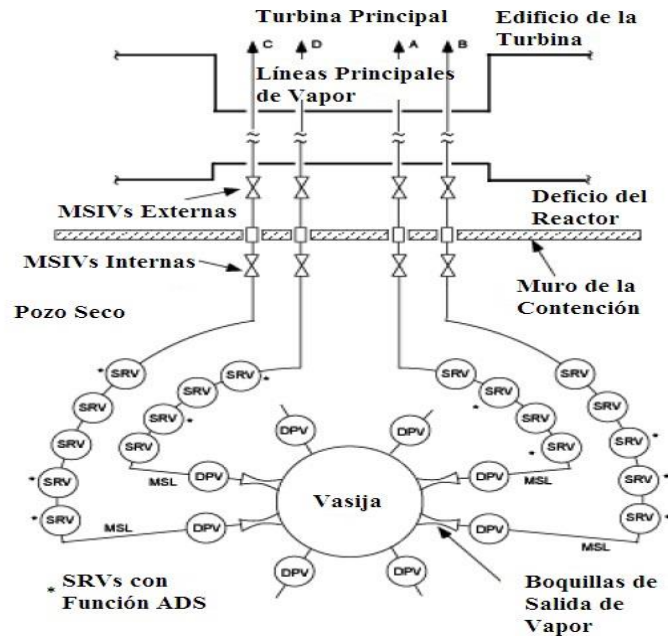 Turbina Principal
Edificio de la
Turbina
C
D
A
B
Líneas Principales
de Vapor
MSIVs Externas
Deficio del
Reactor
MSIVs Internas
Muro de la
Contención
Pozo Seco
* SRV
SRV
SRV
* SRV
* SRV
SRV *
SRV
SRV *
SRV
SRV
* SRV
SRV
* SRV
SRV
SRV
* SRV
* SRV
* SRV
DPV
DPV
MSL
DPV
DPV
MSL
Vasija
MSL
DPV
DPV
MSL
DPV
DPV
* SRVs con
Función ADS
Boquillas de
Salida de
Vapor